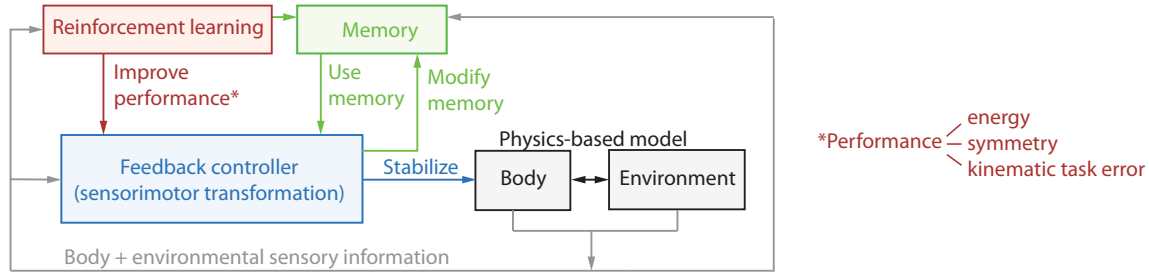 Reinforcement learning
Memory
Improve
performance*
Use
memory
Modify
memory
Physics-based model
Feedback controller
(sensorimotor transformation)
Stabilize
Body
Environment
Body + environmental sensory information
*Performance
energy
symmetry
kinematic task error